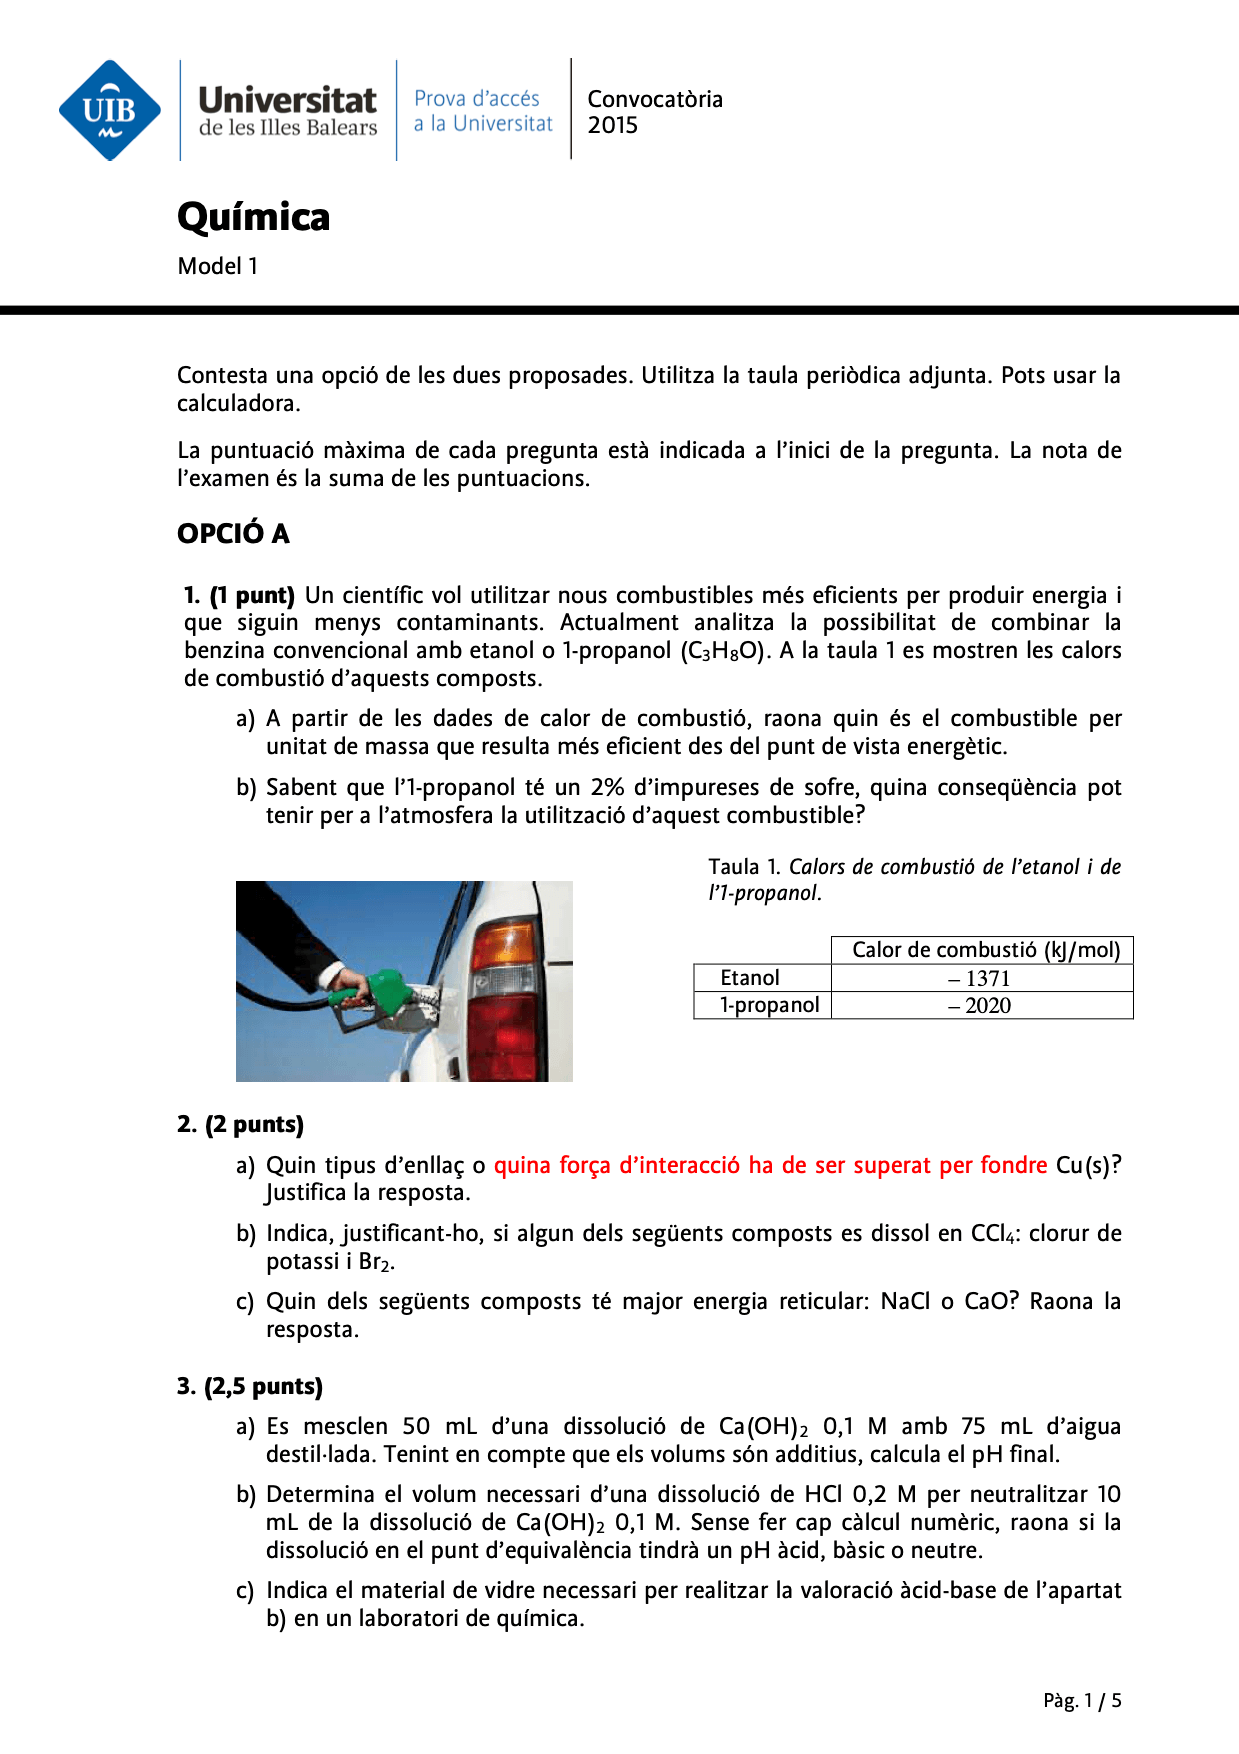 UIB
Universitat
de les Illes Balears
Prova d'accés
a la Universitat
Convocatòria
2015
Química
Model 1
Contesta una opció de les dues proposades. Utilitza la taula periòdica adjunta. Pots usar la
calculadora.
La puntuació màxima de cada pregunta està indicada a l'inici de la pregunta. La nota de
l'examen és la suma de les puntuacions.
OPCIÓ A
1. (1 punt) Un científic vol utilitzar nous combustibles més eficients per produir energia i
que siguin menys contaminants. Actualment analitza la possibilitat de combinar la
benzina convencional amb etanol o 1-propanol (C₃H₈O). A la taula 1 es mostren les calors
de combustió d'aquests composts.
a) A partir de les dades de calor de combustió, raona quin és el combustible per
unitat de massa que resulta més eficient des del punt de vista energètic.
b) Sabent que l'1-propanol té un 2% d'impureses de sofre, quina conseqüència pot
tenir per a l'atmosfera la utilització d'aquest combustible?
Taula 1. Calors de combustió de l'etanol i de
l'1-propanol.
Calor de combustió (kJ/mol)
Etanol – 1371
1-propanol – 2020
2. (2 punts)
a) Quin tipus d'enllaç o quina força d'interacció ha de ser superat per fondre Cu(s)?
Justifica la resposta.
b) Indica, justificant-ho, si algun dels següents composts es dissol en CCl₄: clorur de
potassi i Br₂.
c) Quin dels següents composts té major energia reticular: NaCl o CaO? Raona la
resposta.
3. (2,5 punts)
a) Es mesclen 50 mL d'una dissolució de Ca(OH)₂ 0,1 M amb 75 mL d'aigua
destil·lada. Tenint en compte que els volums són additius, calcula el pH final.
b) Determina el volum necessari d'una dissolució de HCl 0,2 M per neutralitzar 10
mL de la dissolució de Ca(OH)₂ 0,1 M. Sense fer cap càlcul numèric, raona si la
dissolució en el punt d'equivalència tindrà un pH àcid, bàsic o neutre.
c) Indica el material de vidre necessari per realitzar la valoració àcid-base de l'apartat
b) en un laboratori de química.
Pàg. 1 / 5